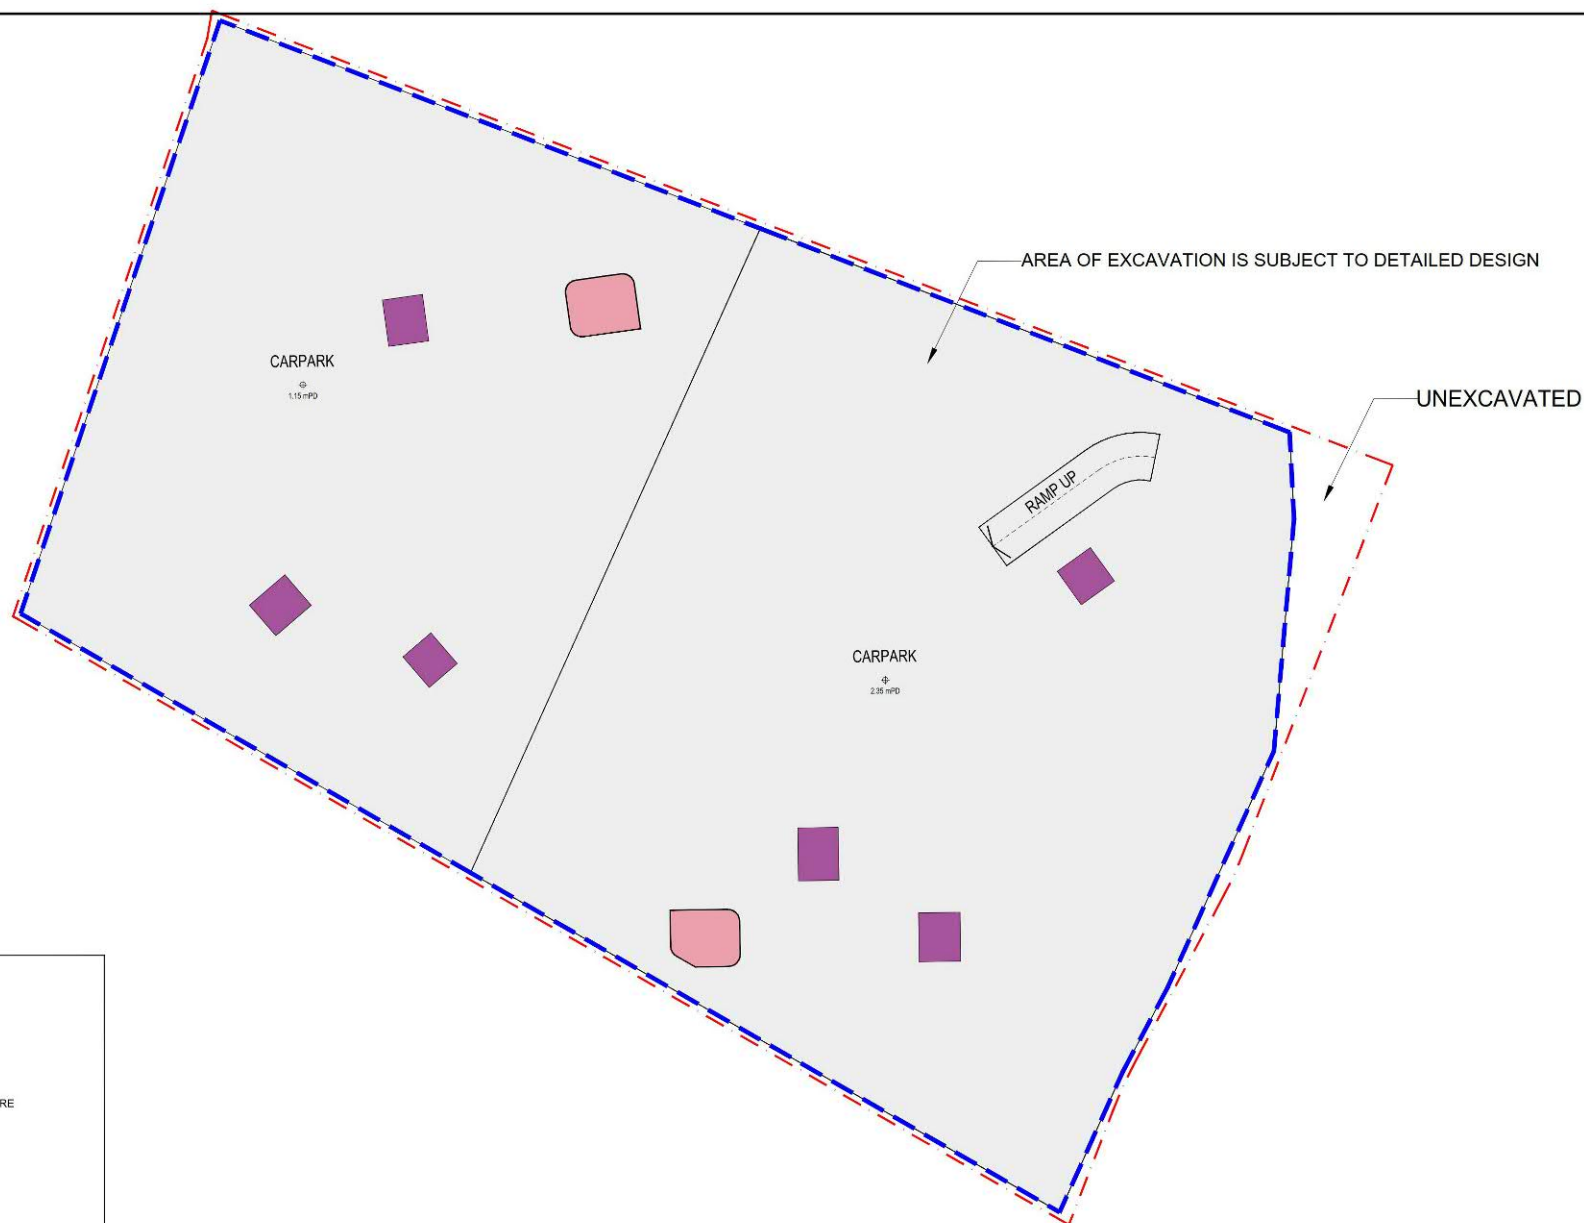 AREA OF EXCAVATION IS SUBJECT TO DETAILED DESIGN
CARPARK
1.15 mPD
UNEXCAVATED
RAMP UP
CARPARK
2.35 mPD
RE